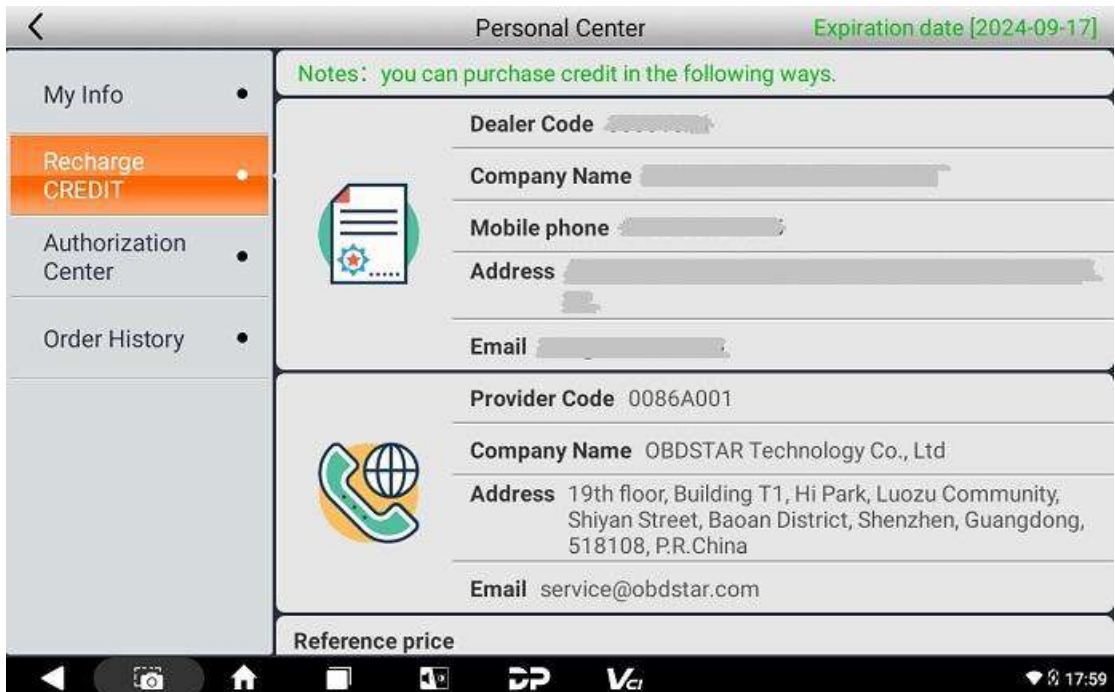 Personal Center
Expiration date [2024-09-17]
My Info
Recharge
CREDIT
Authorization
Center
Order History
Notes：you can purchase credit in the following ways.
Dealer Code
Company Name
Mobile phone
Address
Email
Provider Code 0086A001
Company Name OBDSTAR Technology Co., Ltd
Address 19th floor, Building T1, Hi Park, Luozu Community,
Shiyan Street, Baoan District, Shenzhen, Guangdong,
518108, P.R.China
Email service@obdstar.com
Reference price
DP
VCI
17:59